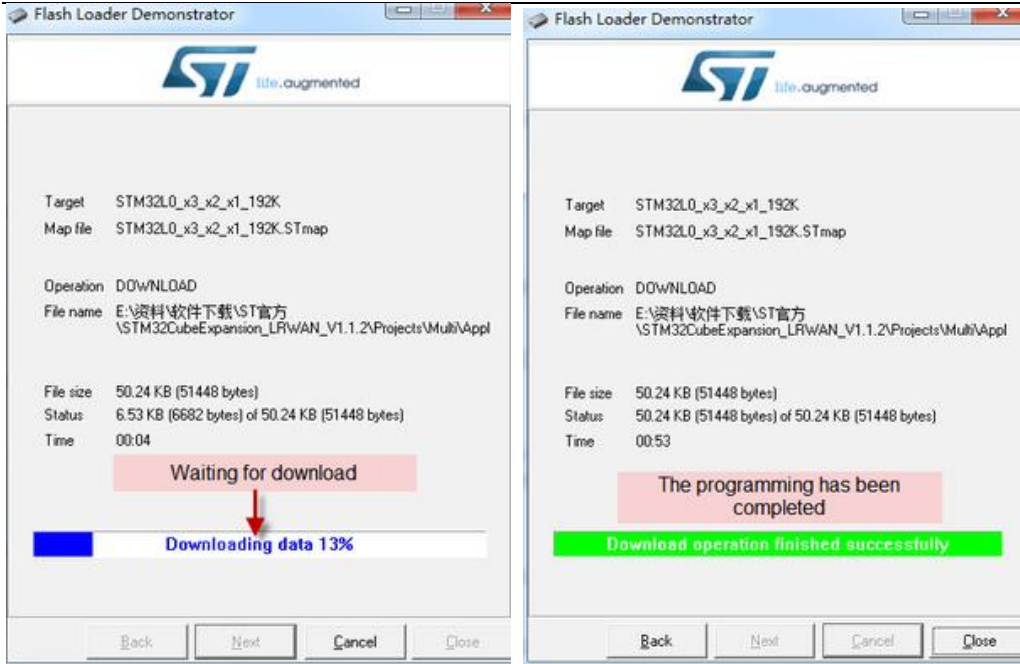 Flash Loader Demonstrator
ST life.augmented
Target STM32L0_x3_x2_x1_192K
Map file STM32L0_x3_x2_x1_192K.STmap
Operation DOWNLOAD
File name E:\资料\软件下载\ST官方
\STM32CubeExpansion_LRWAN_V1.1.2\Projects\Multi\Appl
File size 50.24 KB (51448 bytes)
Status 6.53 KB (6682 bytes) of 50.24 KB (51448 bytes)
Time 00:04
Waiting for download
Downloading data 13%
Back Next Cancel Close
Flash Loader Demonstrator
ST life.augmented
Target STM32L0_x3_x2_x1_192K
Map file STM32L0_x3_x2_x1_192K.STmap
Operation DOWNLOAD
File name E:\资料\软件下载\ST官方
\STM32CubeExpansion_LRWAN_V1.1.2\Projects\Multi\Appl
File size 50.24 KB (51448 bytes)
Status 50.24 KB (51448 bytes) of 50.24 KB (51448 bytes)
Time 00:53
The programming has been
completed
Download operation finished successfully
Back Next Cancel Close